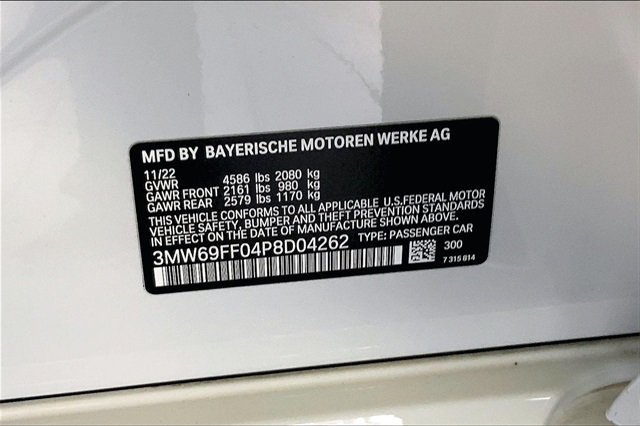 MFD BY BAYERISCHE MOTOREN WERKE AG
11/22
GVWR 4586 lbs 2080 kg
GAWR FRONT 2161 lbs 980 kg
GAWR REAR 2579 lbs 1170 kg
THIS VEHICLE CONFORMS TO ALL APPLICABLE U.S.FEDERAL MOTOR
VEHICLE SAFETY, BUMPER, AND THEFT PREVENTION STANDARDS
IN EFFECT ON THE DATE OF MANUFACTURE SHOWN ABOVE.
3MW69FF04P8D04262 TYPE: PASSENGER CAR
300
7 315 814